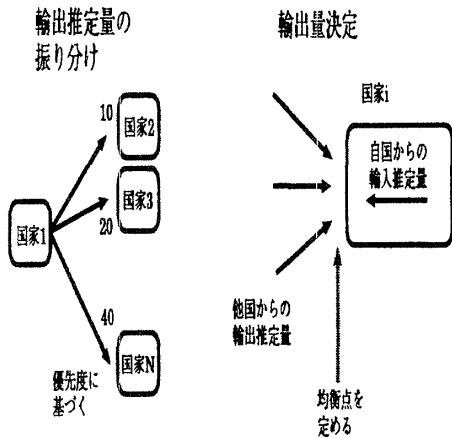 輸出推定量の
振り分け
10
国家2
国家3
20
国家1
40
国家N
優先度に
基づく
輸出量決定
国家i
自国からの
輸入推定量
他国からの
輸出推定量
均衡点を
定める